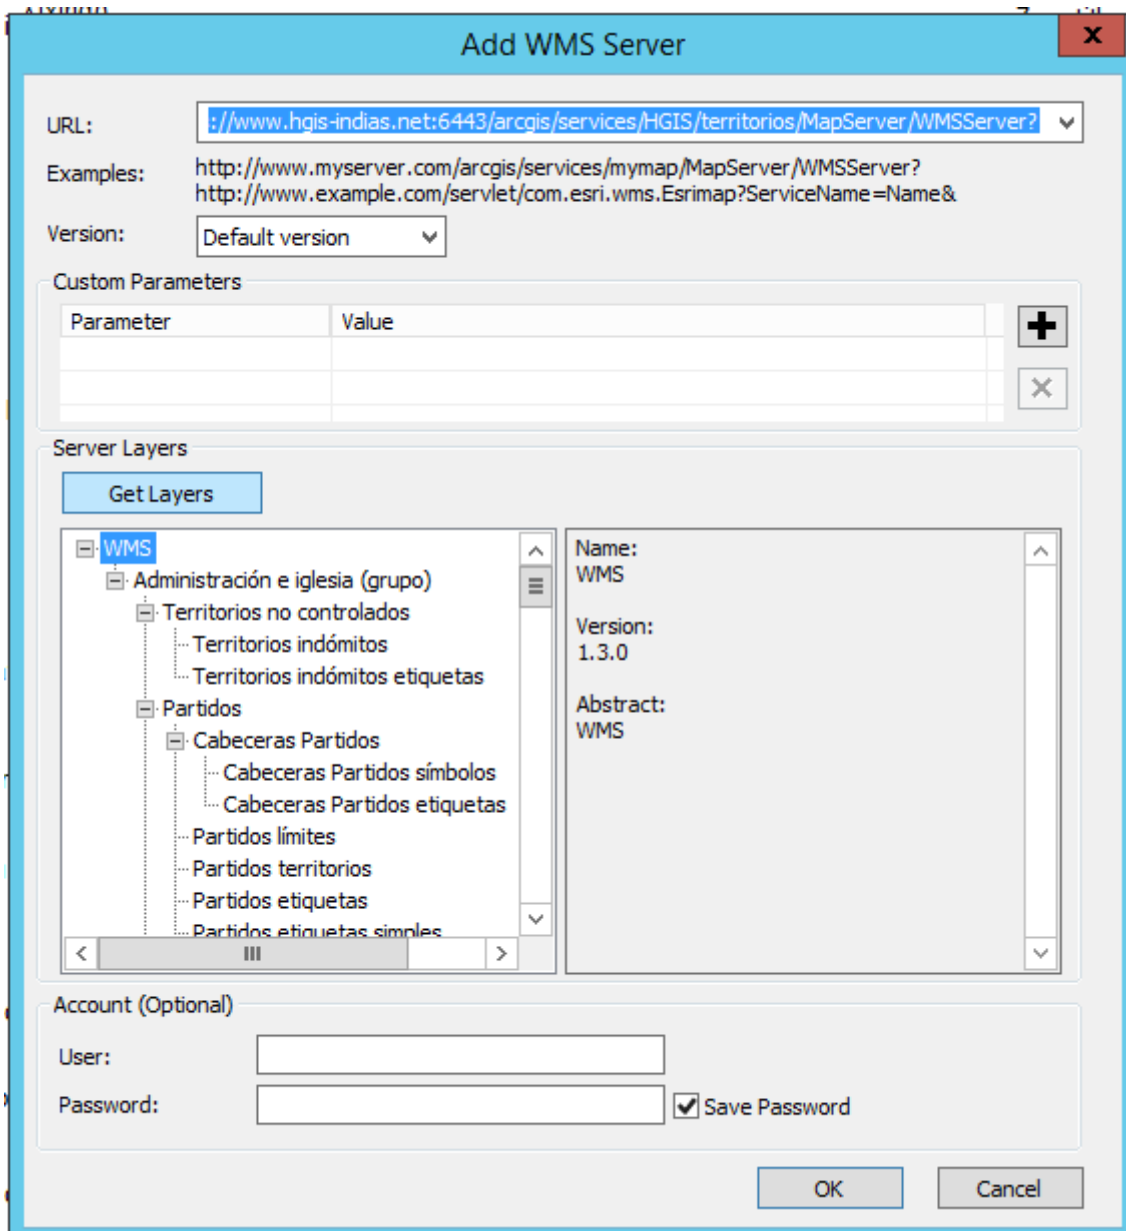 Add WMS Server
x
URL: ://www.hgis-indias.net:6443/arcgis/services/HGIS/territorios/MapServer/WMSServer?
Examples: http://www.myserver.com/arcgis/services/mymap/MapServer/WMSServer?
http://www.example.com/servlet/com.esri.wms.Esrimap?ServiceName=Name&
Version: Default version
Custom Parameters
Parameter Value
Server Layers
Get Layers
WMS
Administración e iglesia (grupo)
Territorios no controlados
Territorios indómitos
Territorios indómitos etiquetas
Partidos
Cabeceras Partidos
Cabeceras Partidos símbolos
Cabeceras Partidos etiquetas
Partidos límites
Partidos territorios
Partidos etiquetas
Partidos etiquetas simples
Name:
WMS
Version:
1.3.0
Abstract:
WMS
Account (Optional)
User:
Password: Save Password
OK Cancel